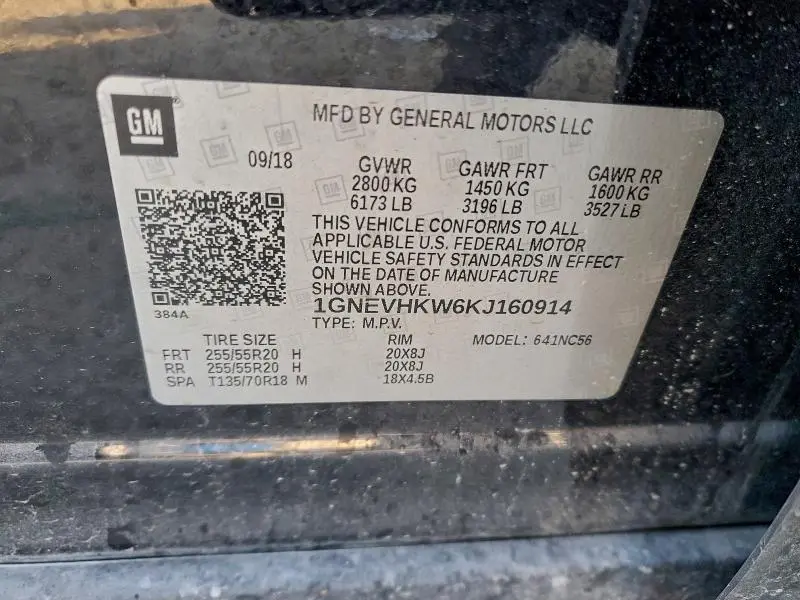 GM
MFD BY GENERAL MOTORS LLC
09/18
GVWR GAWR FRT GAWR RR
2800 KG 1450 KG 1600 KG
6173 LB 3196 LB 3527 LB
THIS VEHICLE CONFORMS TO ALL
APPLICABLE U.S. FEDERAL MOTOR
VEHICLE SAFETY STANDARDS IN EFFECT
ON THE DATE OF MANUFACTURE
SHOWN ABOVE.
384A
1GNEVHKW6KJ160914
TYPE: M.P.V.
TIRE SIZE RIM MODEL: 641NC56
FRT 255/55R20 H 20X8J
RR 255/55R20 H 20X8J
SPA T135/70R18 M 18X4.5B